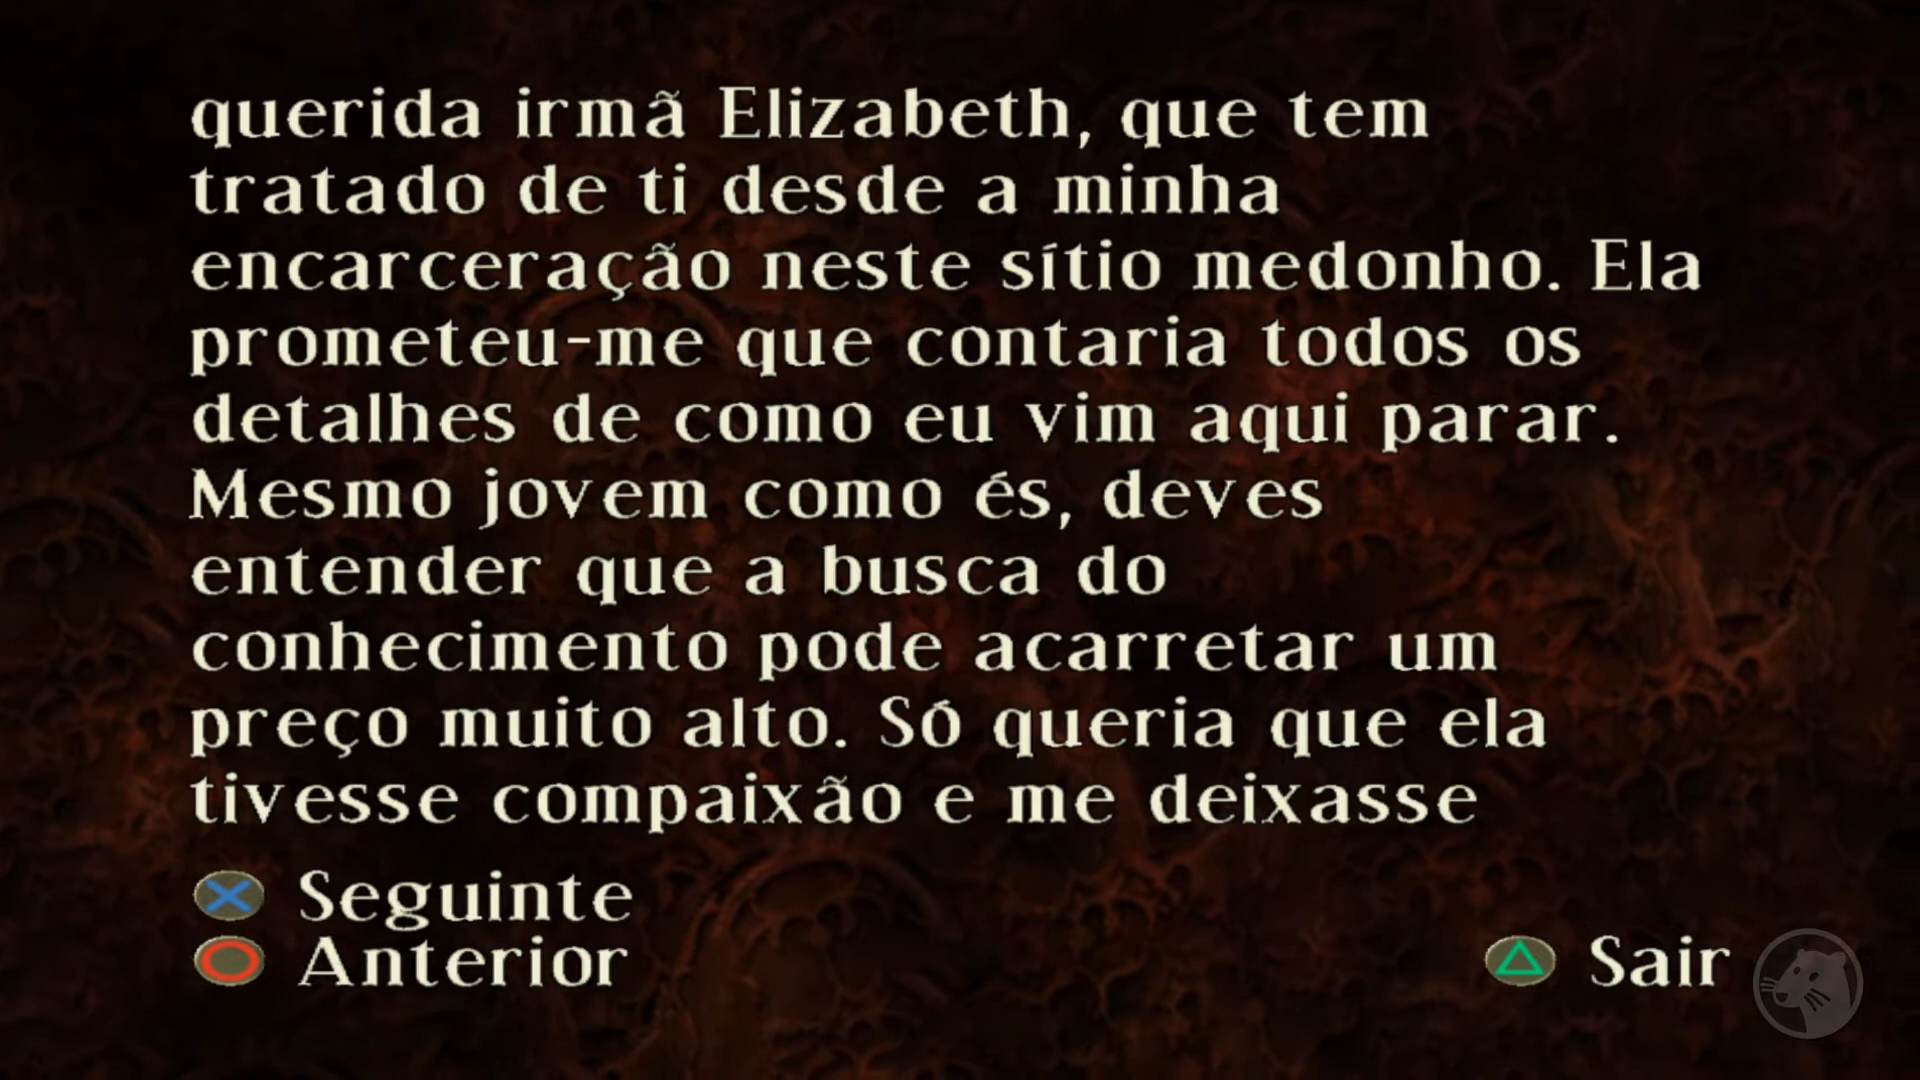 querida irmã Elizabeth, que tem
tratado de ti desde a minha
encarceração neste sítio medonho. Ela
prometeu-me que contaria todos os
detalhes de como eu vim aqui parar.
Mesmo jovem como és, deves
entender que a busca do
conhecimento pode acarretar um
preço muito alto. Só queria que ela
tivesse compaixão e me deixasse
Seguinte
Anterior
Sair